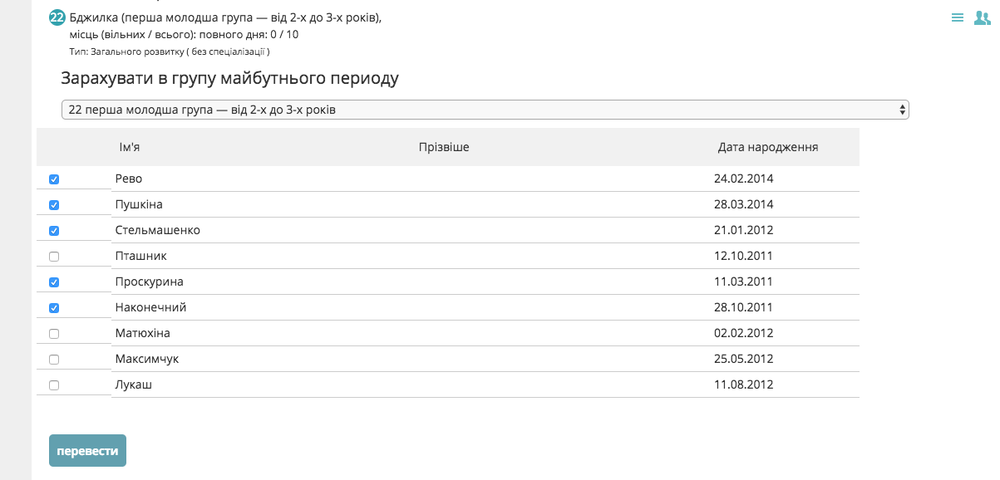 22 Бджилка (перша молодша група — від 2-х до 3-х років),
місць (вільних / всього): повного дня: 0 / 10
Тип: Загального розвитку ( без спеціалізації )
Зарахувати в групу майбутнього періоду
22 перша молодша група — від 2-х до 3-х років
Ім'я Прізвіше Дата народження
Рево 24.02.2014
Пушкіна 28.03.2014
Стельмашенко 21.01.2012
Пташник 12.10.2011
Проскурина 11.03.2011
Наконечний 28.10.2011
Матюхіна 02.02.2012
Максимчук 25.05.2012
Лукаш 11.08.2012
перевести